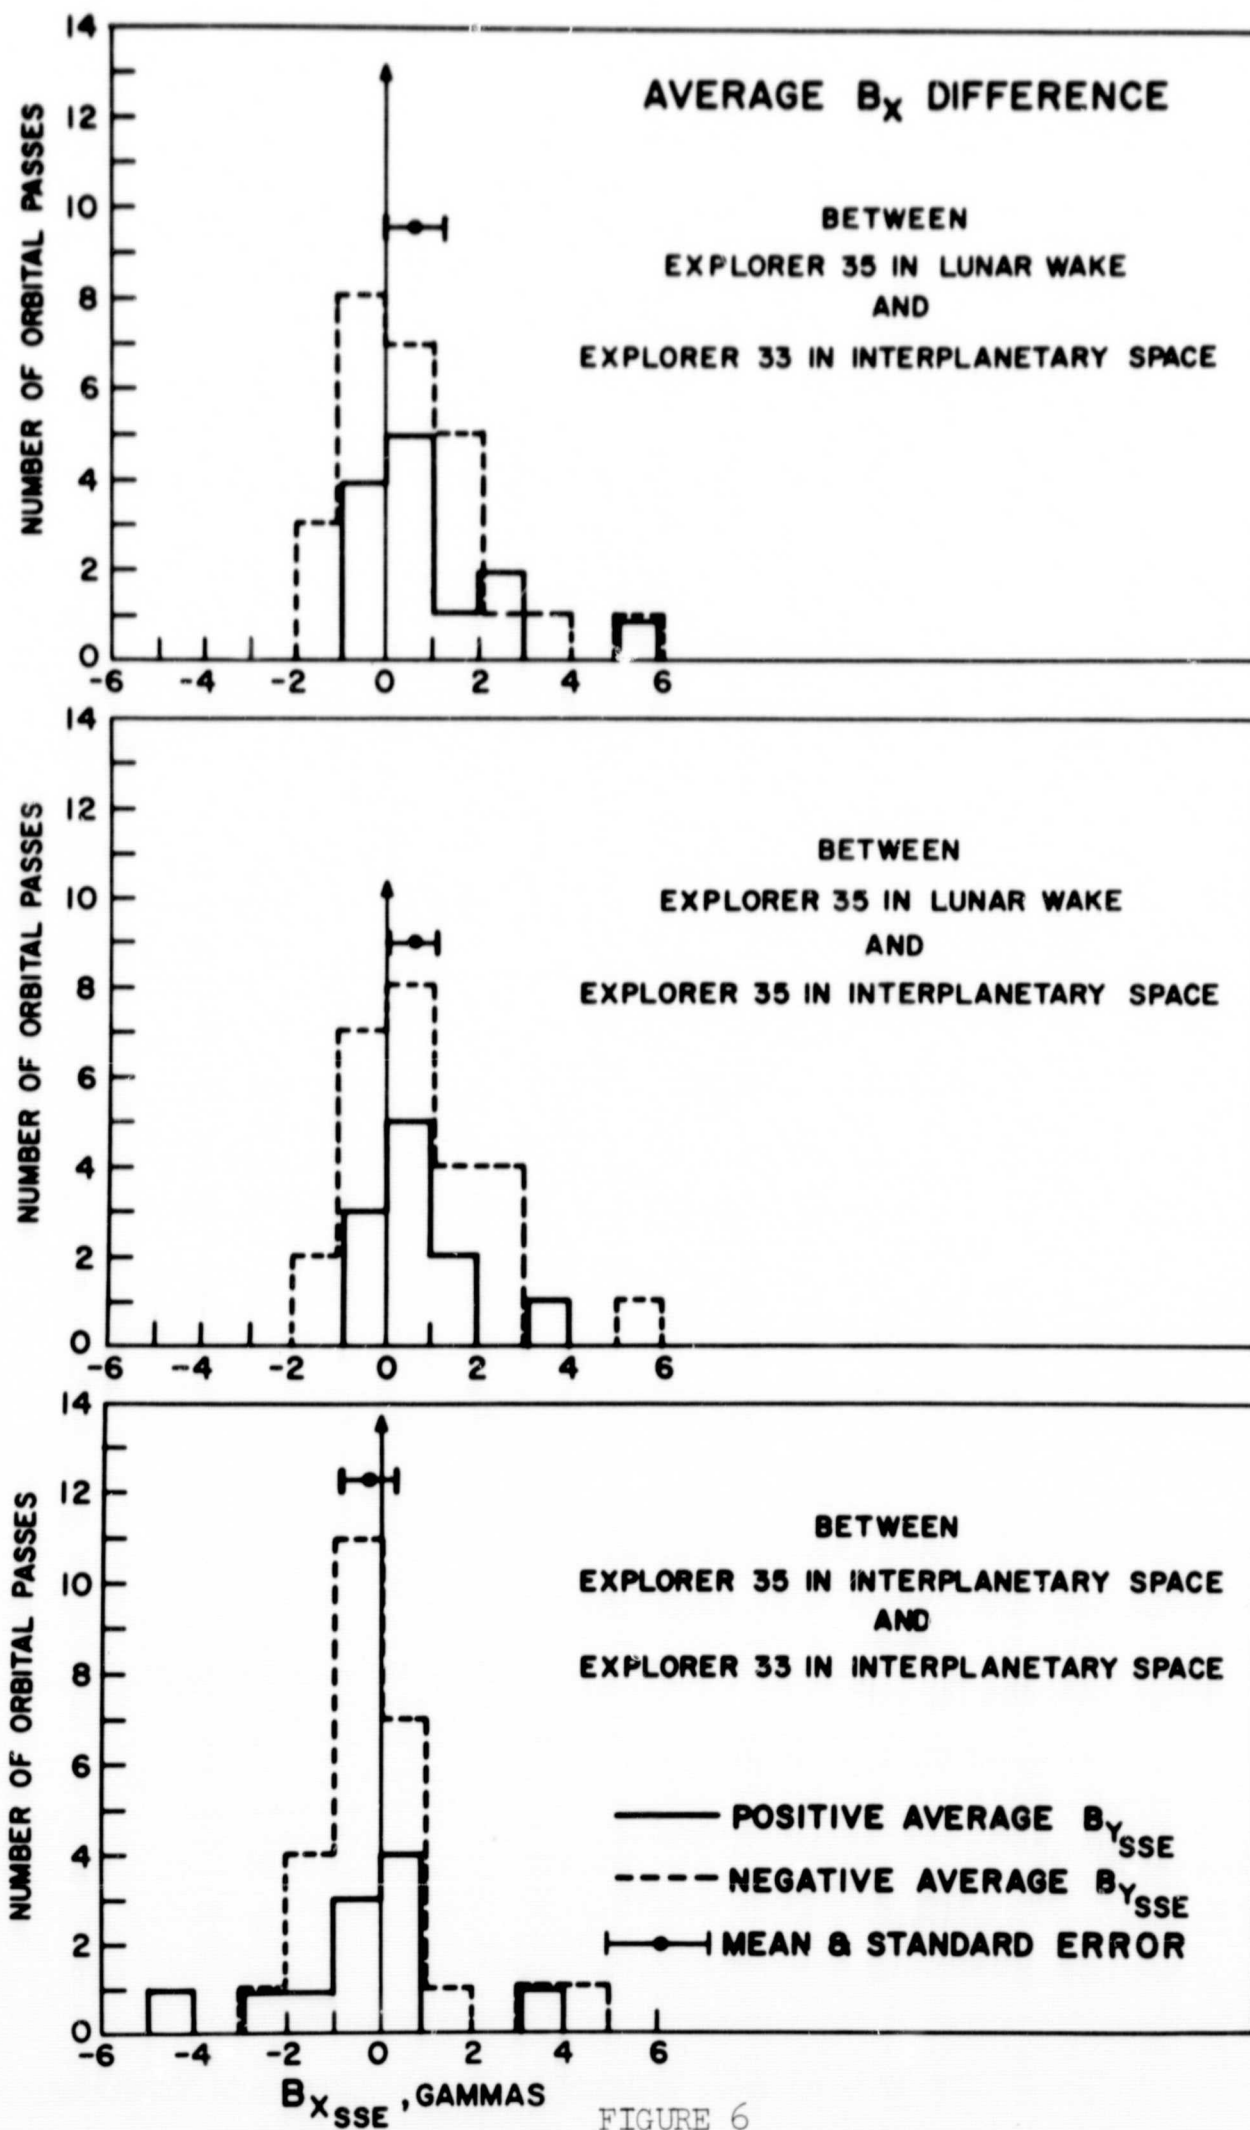 14
12
10
8
6
4
2
0
NUMBER OF ORBITAL PASSES
AVERAGE BX DIFFERENCE
BETWEEN
EXPLORER 35 IN LUNAR WAKE
AND
EXPLORER 33 IN INTERPLANETARY SPACE
-6 -4 -2 0 2 4 6
14
12
10
8
6
4
2
0
NUMBER OF ORBITAL PASSES
BETWEEN
EXPLORER 35 IN LUNAR WAKE
AND
EXPLORER 35 IN INTERPLANETARY SPACE
-6 -4 -2 0 2 4 6
14
12
10
8
6
4
2
0
NUMBER OF ORBITAL PASSES
BETWEEN
EXPLORER 35 IN INTERPLANETARY SPACE
AND
EXPLORER 33 IN INTERPLANETARY SPACE
POSITIVE AVERAGE BYSSE
NEGATIVE AVERAGE BYSSE
MEAN & STANDARD ERROR
-6 -4 -2 0 2 4 6
BXSSE, GAMMAS
FIGURE 6